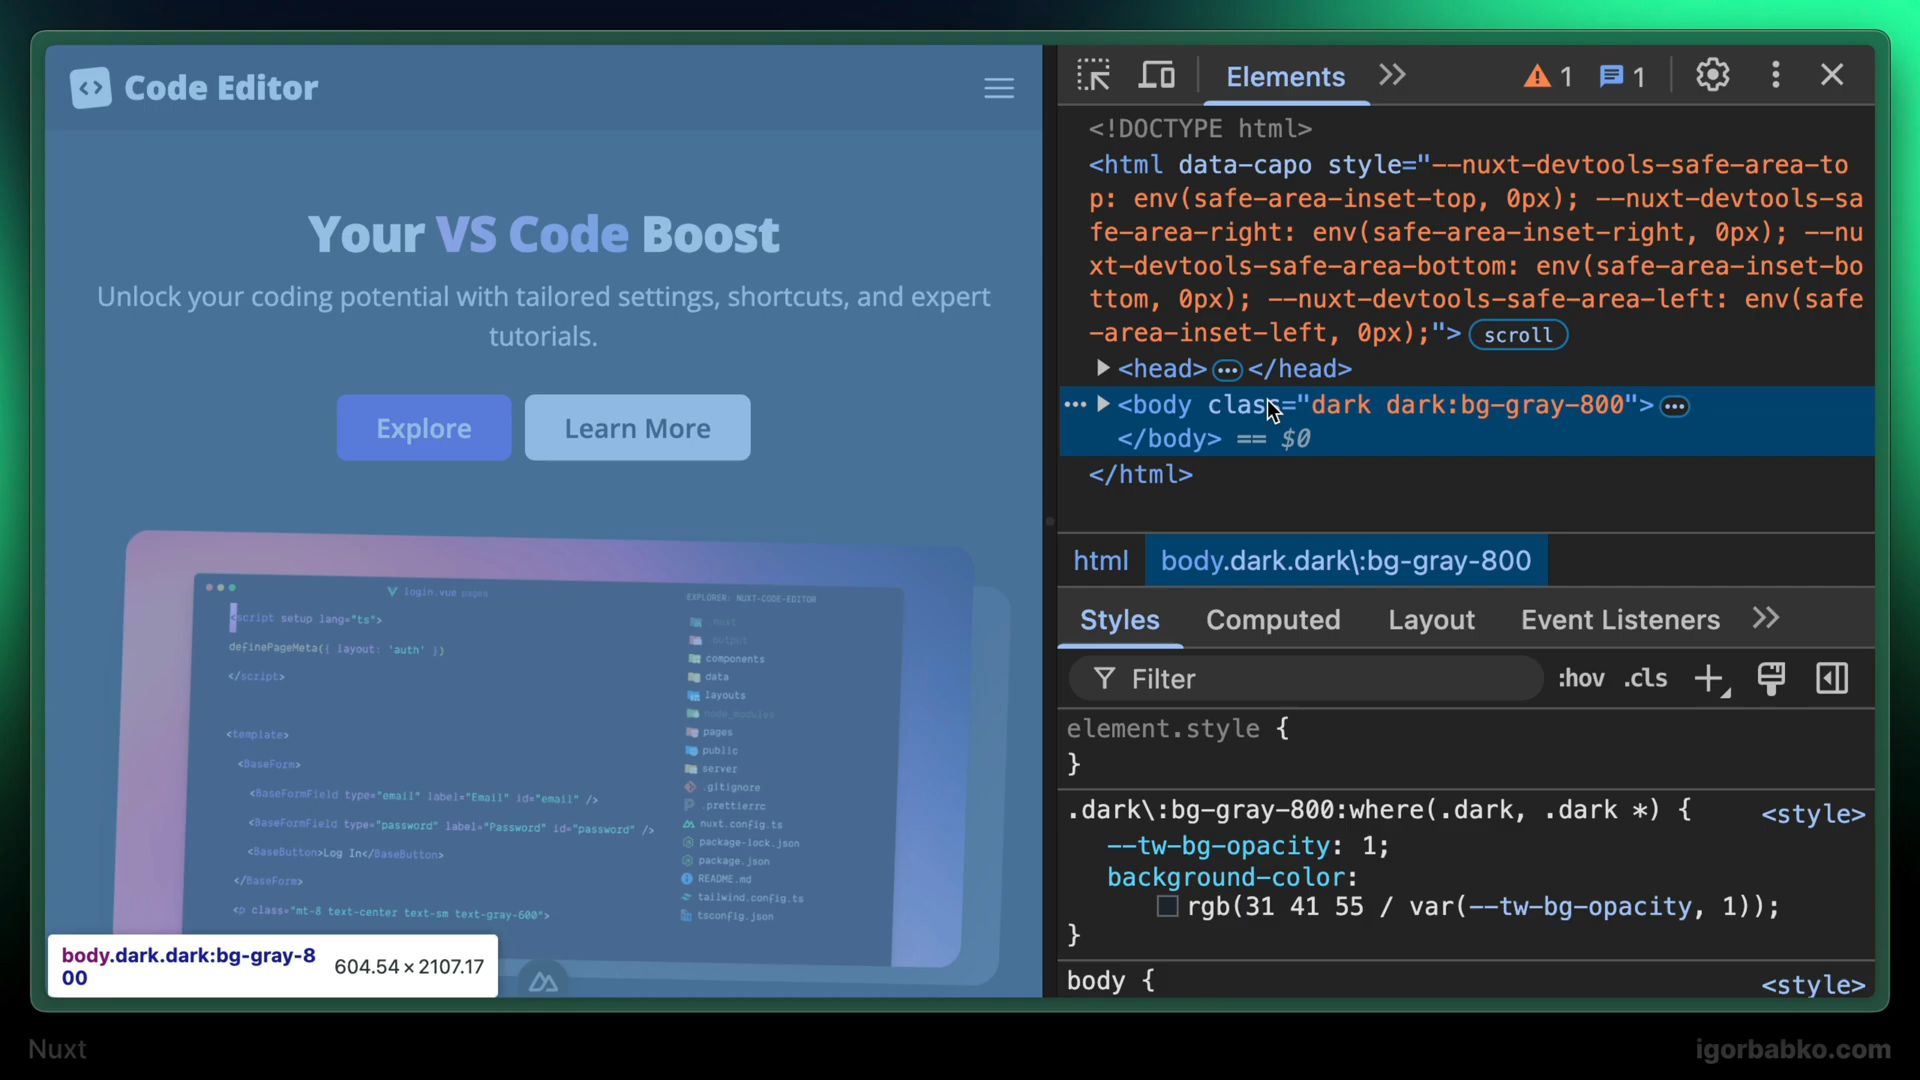 Code Editor
Your VS Code Boost
Unlock your coding potential with tailored settings, shortcuts, and expert
tutorials.
Explore
Learn More
login.vue pages
<script setup lang="ts">
definePageMeta({ layout: 'auth' })
</script>
<template>
<BaseForm>
<BaseFormField type="email" label="Email" id="email" />
<BaseFormField type="password" label="Password" id="password" />
<BaseButton>Log In</BaseButton>
</BaseForm>
<p class="mt-8 text-center text-sm text-gray-600">
EXPLORER: NUXT-CODE-EDITOR
.nuxt
.output
components
data
layouts
node_modules
pages
public
server
.gitignore
.prettierrc
nuxt.config.ts
package-lock.json
package.json
README.md
tailwind.config.ts
tsconfig.json
body.dark.dark:bg-gray-8
00
604.54 × 2107.17
Elements
1
1
<!DOCTYPE html>
<html data-capo style="--nuxt-devtools-safe-area-to
p: env(safe-area-inset-top, 0px); --nuxt-devtools-sa
fe-area-right: env(safe-area-inset-right, 0px); --nu
xt-devtools-safe-area-bottom: env(safe-area-inset-bo
ttom, 0px); --nuxt-devtools-safe-area-left: env(safe
-area-inset-left, 0px);"> scroll
<head> ••• </head>
••• <body class="dark dark:bg-gray-800"> •••
</body> == $0
</html>
html
body.dark.dark\:bg-gray-800
Styles
Computed
Layout
Event Listeners
Filter
:hov
.cls
element.style {
}
.dark\:bg-gray-800:where(.dark, .dark *) {
<style>
--tw-bg-opacity: 1;
background-color:
rgb(31 41 55 / var(--tw-bg-opacity, 1));
}
body {
<style>
Nuxt
igorbabko.com